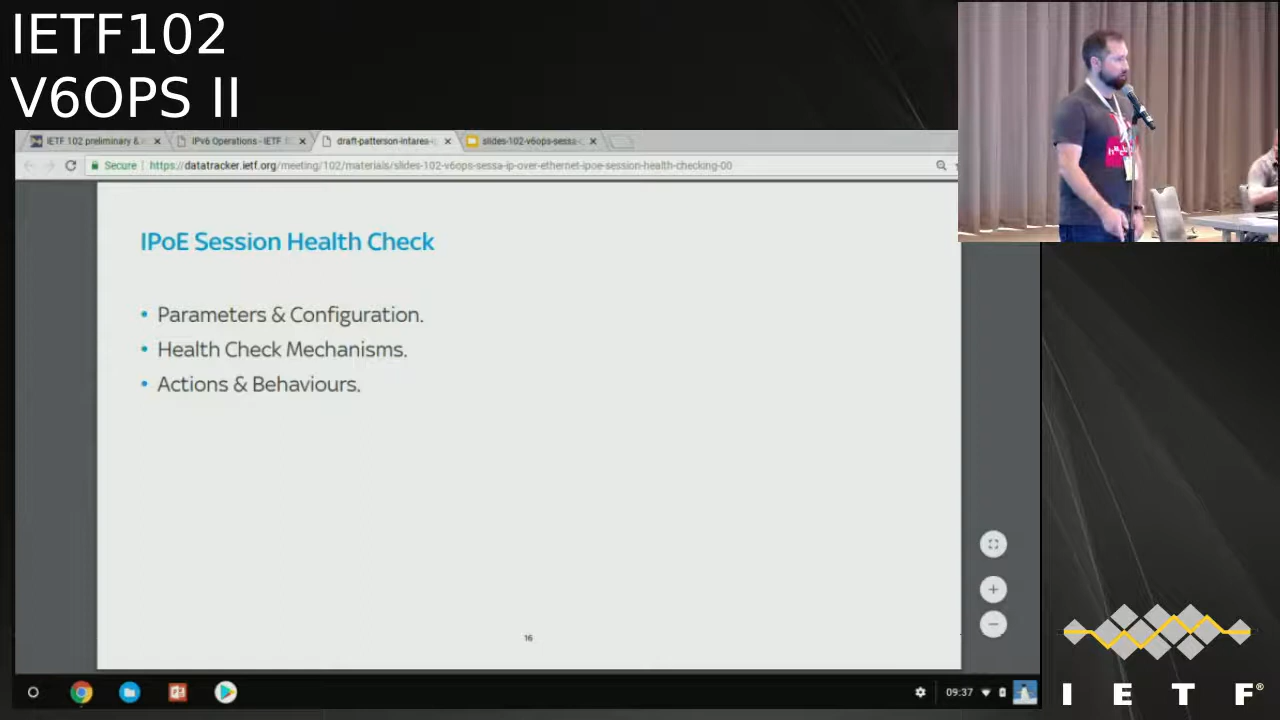 IETF102
V6OPS II
IETF 102 preliminary &
IPv6 Operations - IETF
draft-patterson-intarea-
slides-102-v6ops-sessa-
Secure https://datatracker.ietf.org/meeting/102/materials/slides-102-v6ops-sessa-ip-over-ethernet-ipoe-session-health-checking-00
IPoE Session Health Check
• Parameters & Configuration.
• Health Check Mechanisms.
• Actions & Behaviours.
16
09:37
I E T F®